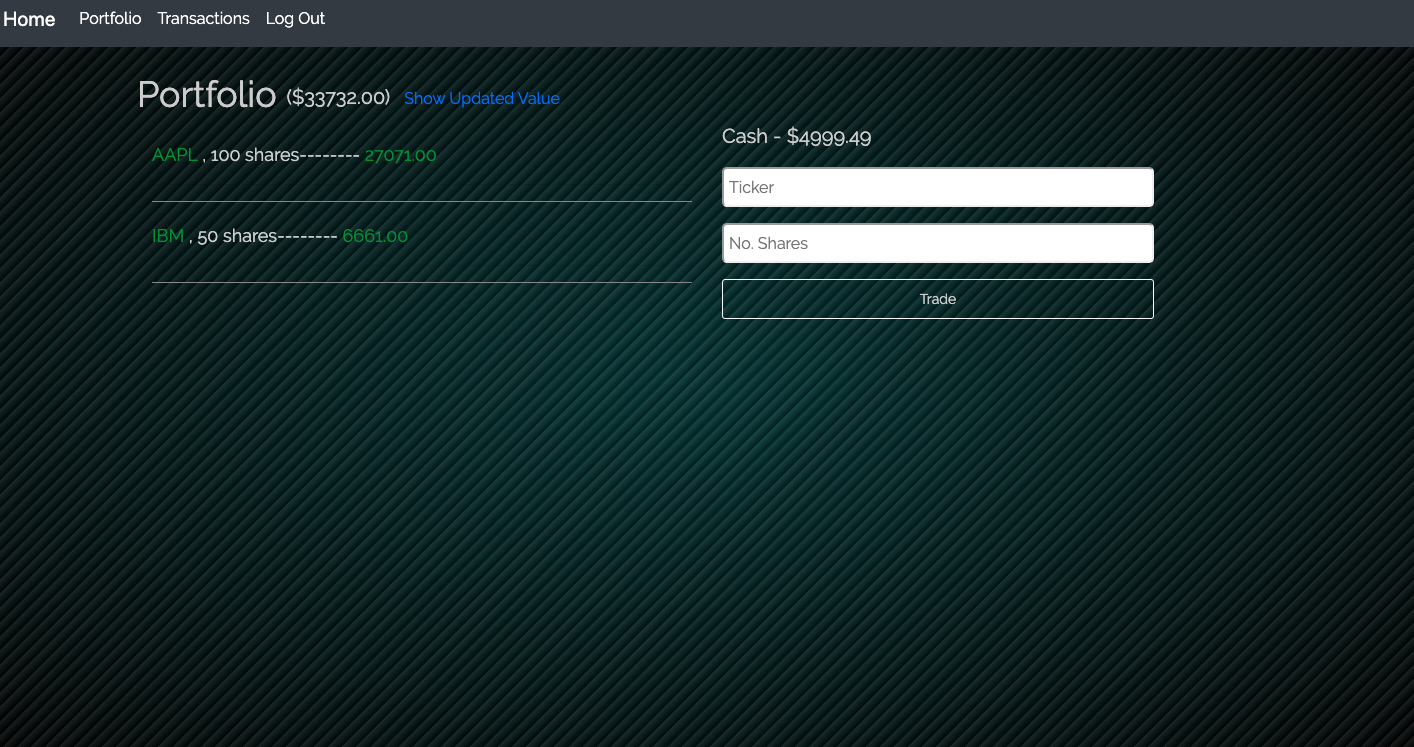 Home Portfolio Transactions Log Out
Portfolio ($33732.00) Show Updated Value
AAPL , 100 shares-------- 27071.00
IBM , 50 shares-------- 6661.00
Cash - $4999.49
Ticker
No. Shares
Trade